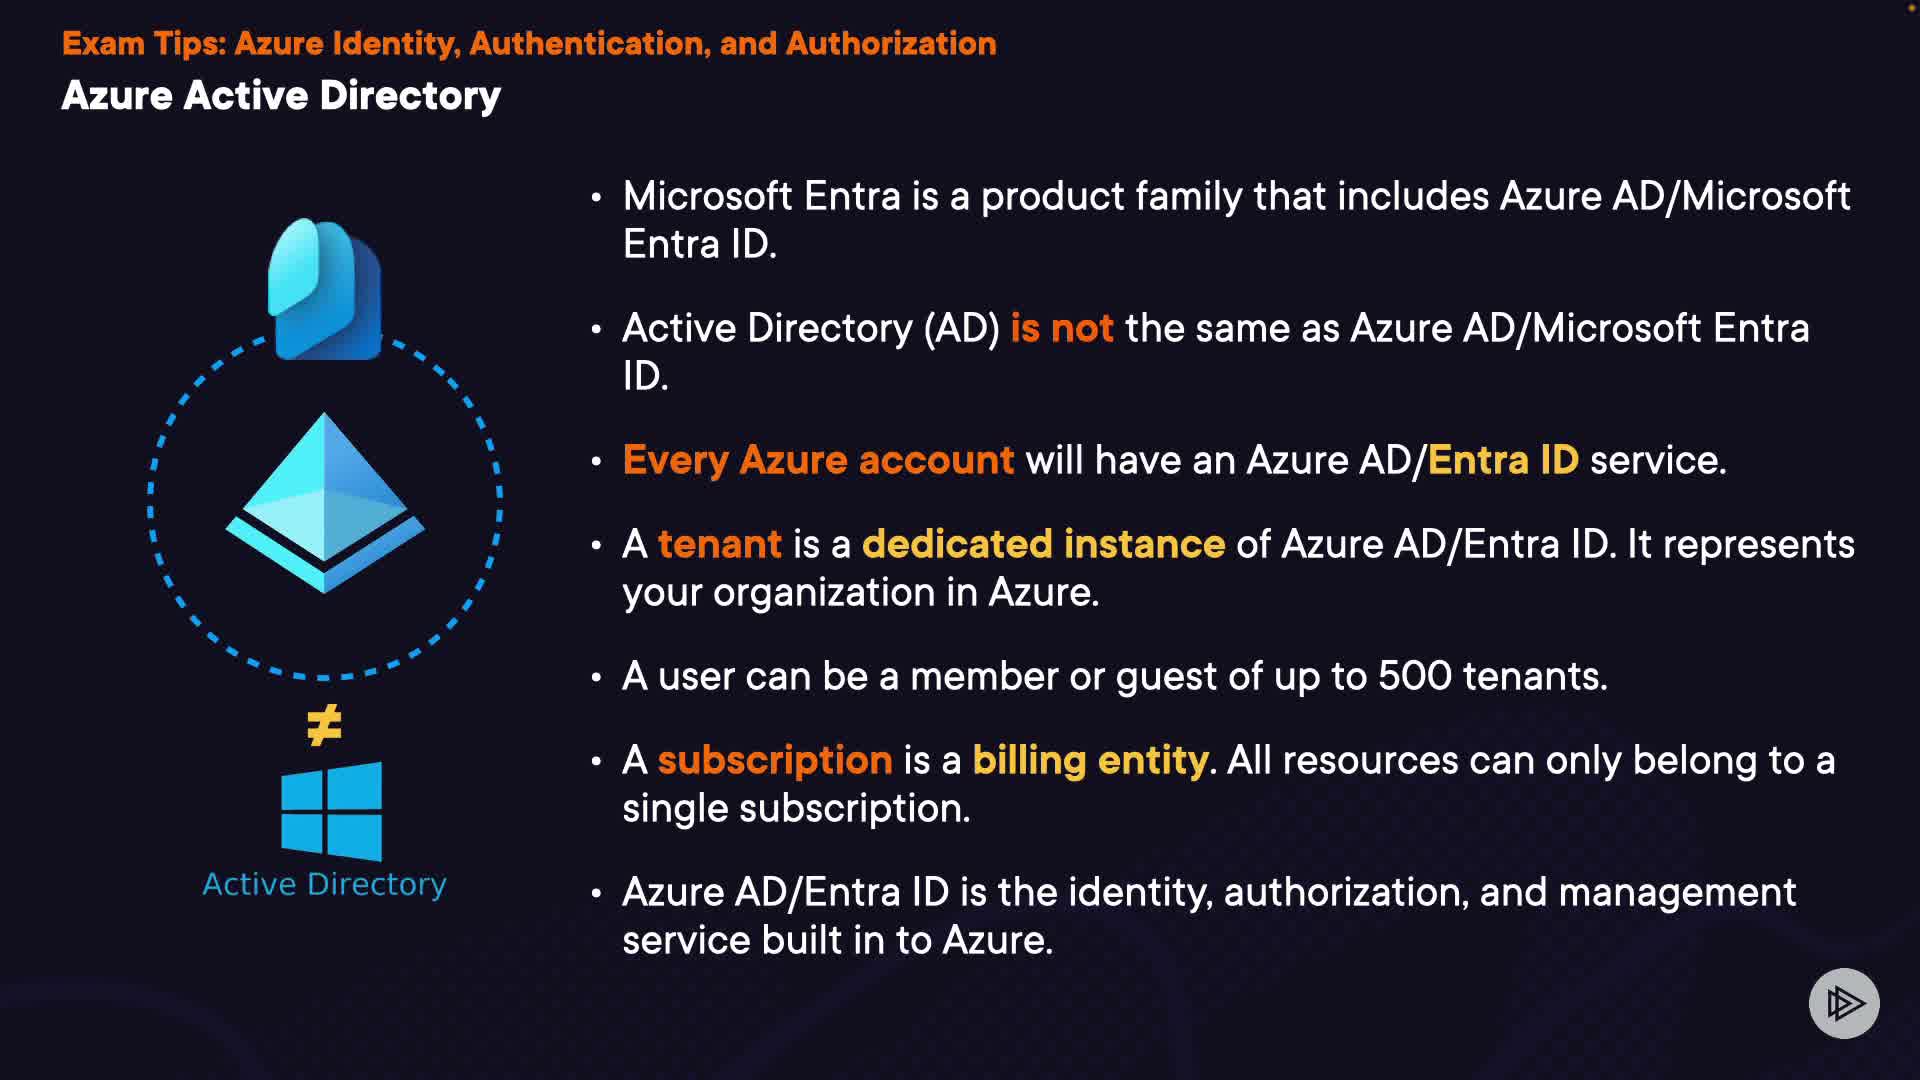 Exam Tips: Azure Identity, Authentication, and Authorization
Azure Active Directory
• Microsoft Entra is a product family that includes Azure AD/Microsoft
Entra ID.
• Active Directory (AD) is not the same as Azure AD/Microsoft Entra
ID.
• Every Azure account will have an Azure AD/Entra ID service.
• A tenant is a dedicated instance of Azure AD/Entra ID. It represents
your organization in Azure.
• A user can be a member or guest of up to 500 tenants.
• A subscription is a billing entity. All resources can only belong to a
single subscription.
• Azure AD/Entra ID is the identity, authorization, and management
service built in to Azure.
≠
Active Directory